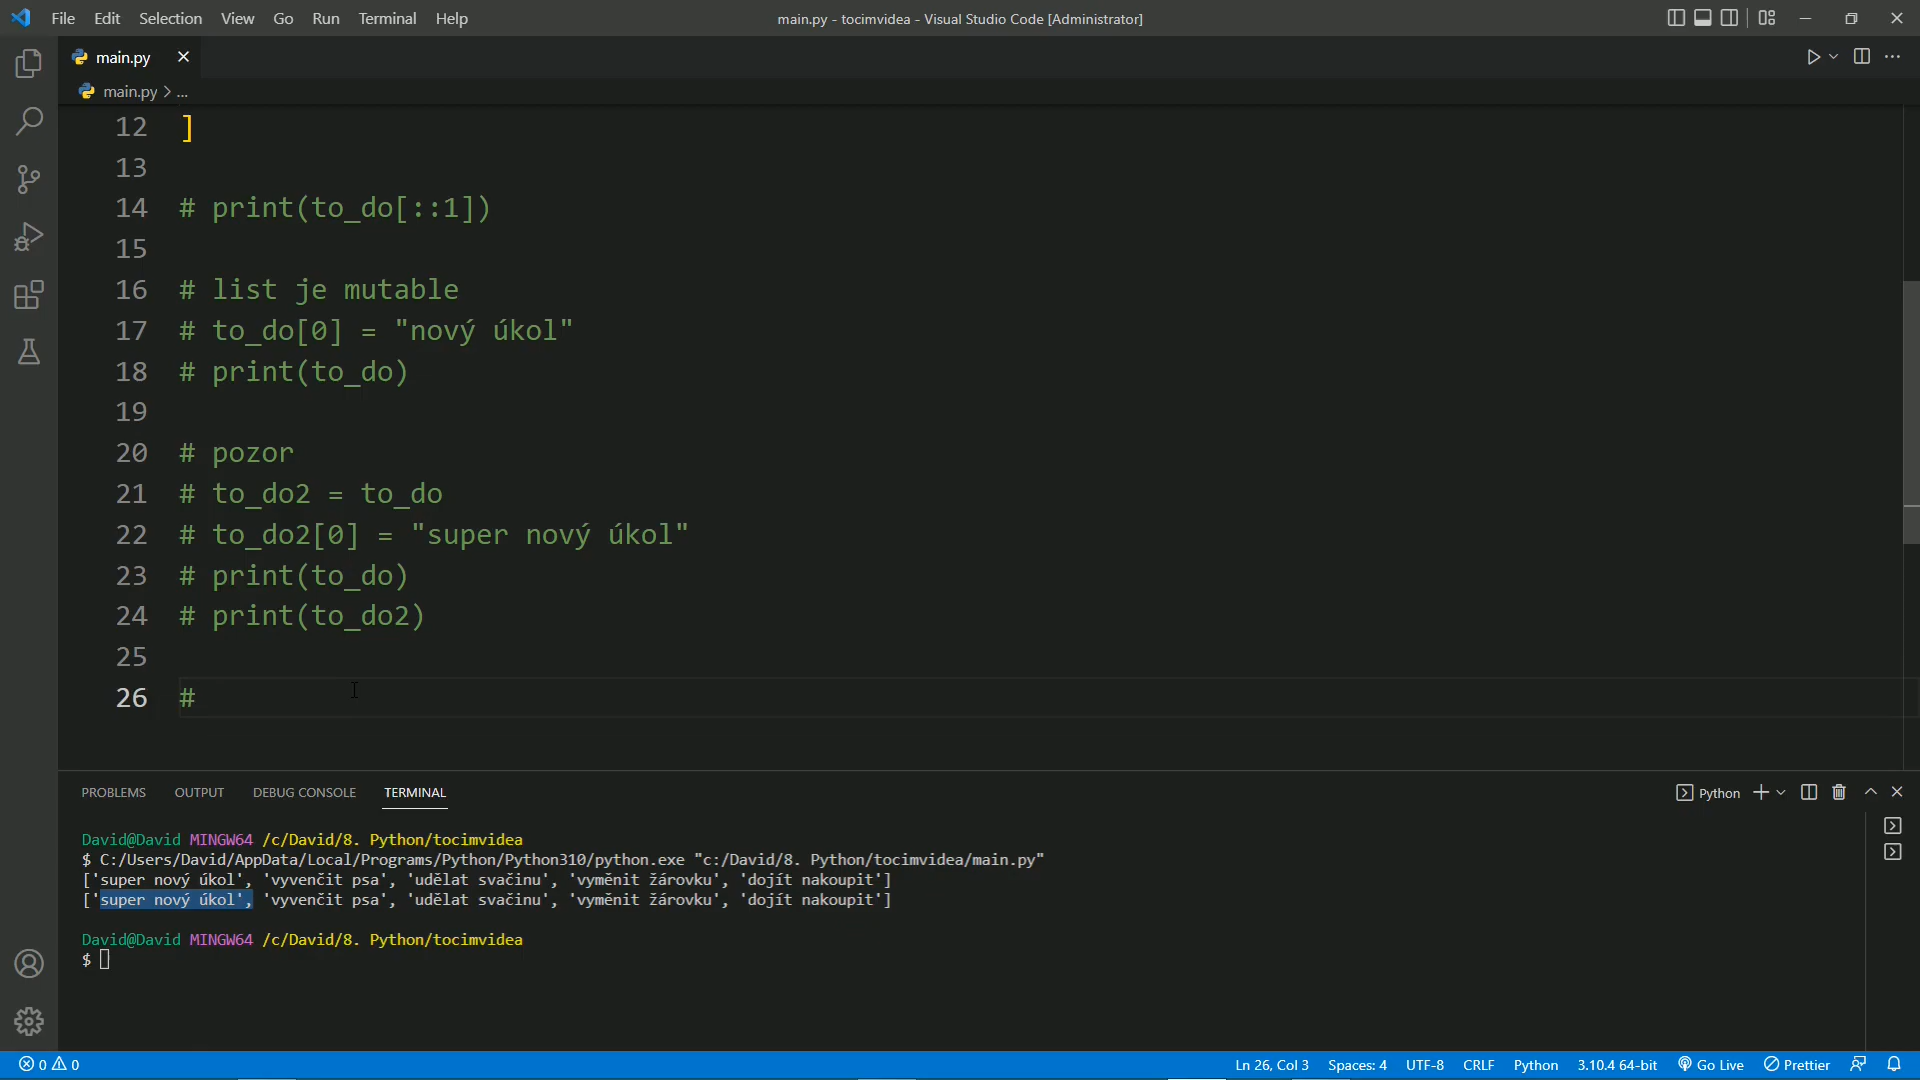 File Edit Selection View Go Run Terminal Help
main.py - tocimvidea - Visual Studio Code [Administrator]
main.py
main.py > ...
12 ]
13
14 # print(to_do[::1])
15
16 # list je mutable
17 # to_do[0] = "nový úkol"
18 # print(to_do)
19
20 # pozor
21 # to_do2 = to_do
22 # to_do2[0] = "super nový úkol"
23 # print(to_do)
24 # print(to_do2)
25
26 #
PROBLEMS OUTPUT DEBUG CONSOLE TERMINAL
Python
David@David MINGW64 /c/David/8. Python/tocimvidea
$ C:/Users/David/AppData/Local/Programs/Python/Python310/python.exe "c:/David/8. Python/tocimvidea/main.py"
['super nový úkol', 'vyvenčit psa', 'udělat svačinu', 'vyměnit žárovku', 'dojít nakoupit']
['super nový úkol', 'vyvenčit psa', 'udělat svačinu', 'vyměnit žárovku', 'dojít nakoupit']
David@David MINGW64 /c/David/8. Python/tocimvidea
$
0 0 Ln 26, Col 3 Spaces: 4 UTF-8 CRLF Python 3.10.4 64-bit Go Live Prettier